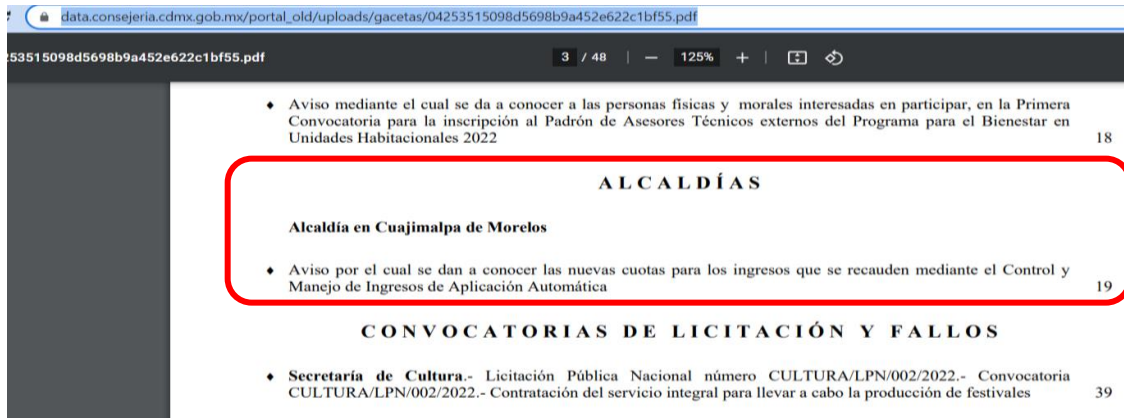 data.consejeria.cdmx.gob.mx/portal_old/uploads/gacetas/04253515098d5698b9a452e622c1bf55.pdf
53515098d5698b9a452e622c1bf55.pdf
3 / 48 | — 125% + |
♦ Aviso mediante el cual se da a conocer a las personas físicas y morales interesadas en participar, en la Primera
Convocatoria para la inscripción al Padrón de Asesores Técnicos externos del Programa para el Bienestar en
Unidades Habitacionales 2022 18
ALCALDÍAS
Alcaldía en Cuajimalpa de Morelos
♦ Aviso por el cual se dan a conocer las nuevas cuotas para los ingresos que se recauden mediante el Control y
Manejo de Ingresos de Aplicación Automática 19
CONVOCATORIAS DE LICITACIÓN Y FALLOS
♦ Secretaría de Cultura.- Licitación Pública Nacional número CULTURA/LPN/002/2022.- Convocatoria
CULTURA/LPN/002/2022.- Contratación del servicio integral para llevar a cabo la producción de festivales 39